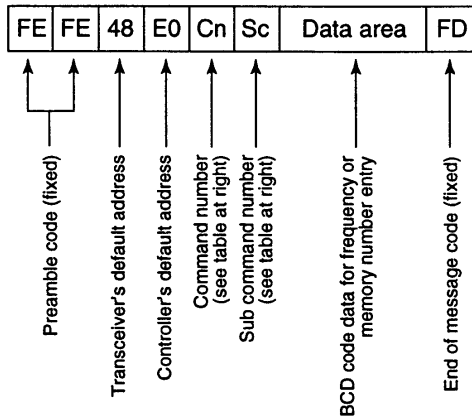 FE FE 48 E0 Cn Sc Data area FD
Preamble code (fixed)
Transceiver's default address
Controller's default address
Command number
(see table at right)
Sub command number
(see table at right)
BCD code data for frequency or
memory number entry
End of message code (fixed)